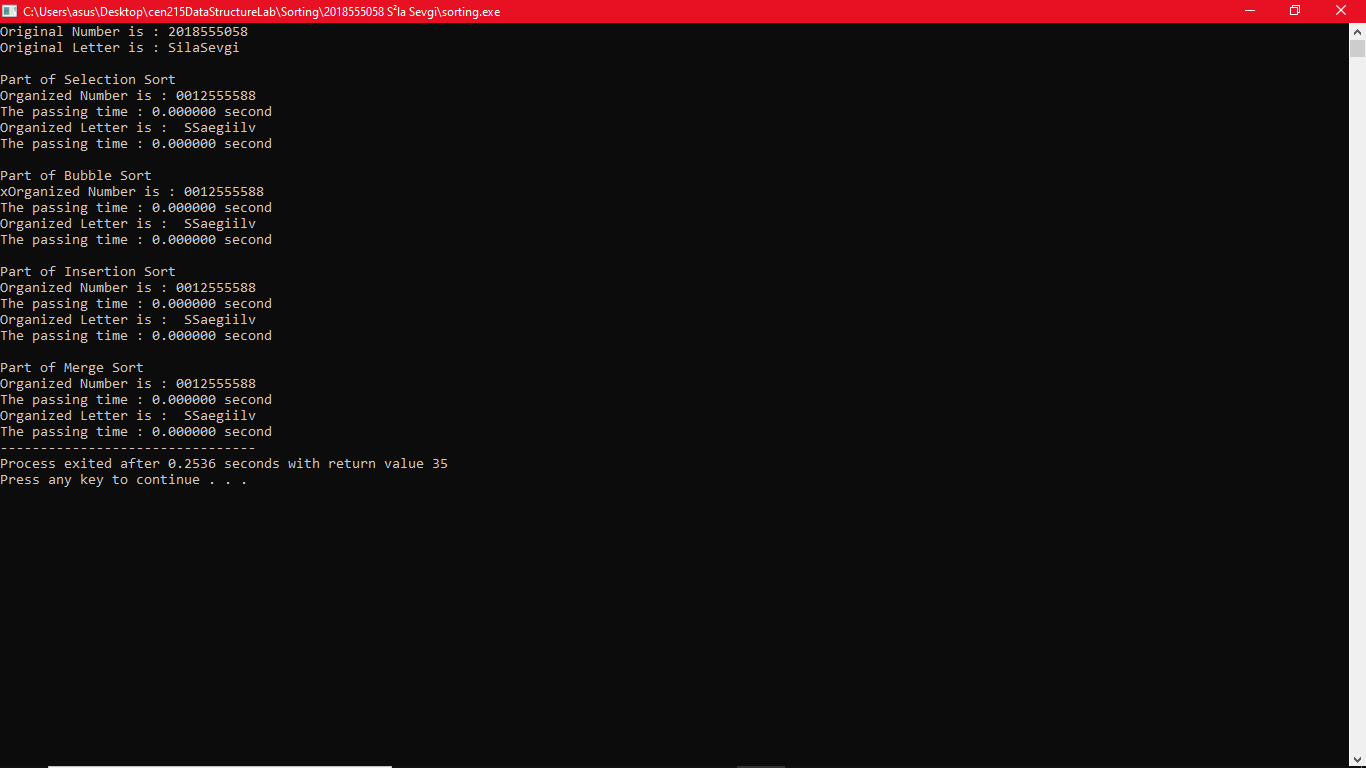 C:\Users\asus\Desktop\cen215DataStructureLab\Sorting\2018555058 S²la Sevgi\sorting.exe
Original Number is : 2018555058
Original Letter is : SilaSevgi
Part of Selection Sort
Organized Number is : 0012555588
The passing time : 0.000000 second
Organized Letter is :  SSaegiilv
The passing time : 0.000000 second
Part of Bubble Sort
xOrganized Number is : 0012555588
The passing time : 0.000000 second
Organized Letter is :  SSaegiilv
The passing time : 0.000000 second
Part of Insertion Sort
Organized Number is : 0012555588
The passing time : 0.000000 second
Organized Letter is :  SSaegiilv
The passing time : 0.000000 second
Part of Merge Sort
Organized Number is : 0012555588
The passing time : 0.000000 second
Organized Letter is :  SSaegiilv
The passing time : 0.000000 second
--------------------------------
Process exited after 0.2536 seconds with return value 35
Press any key to continue . . .